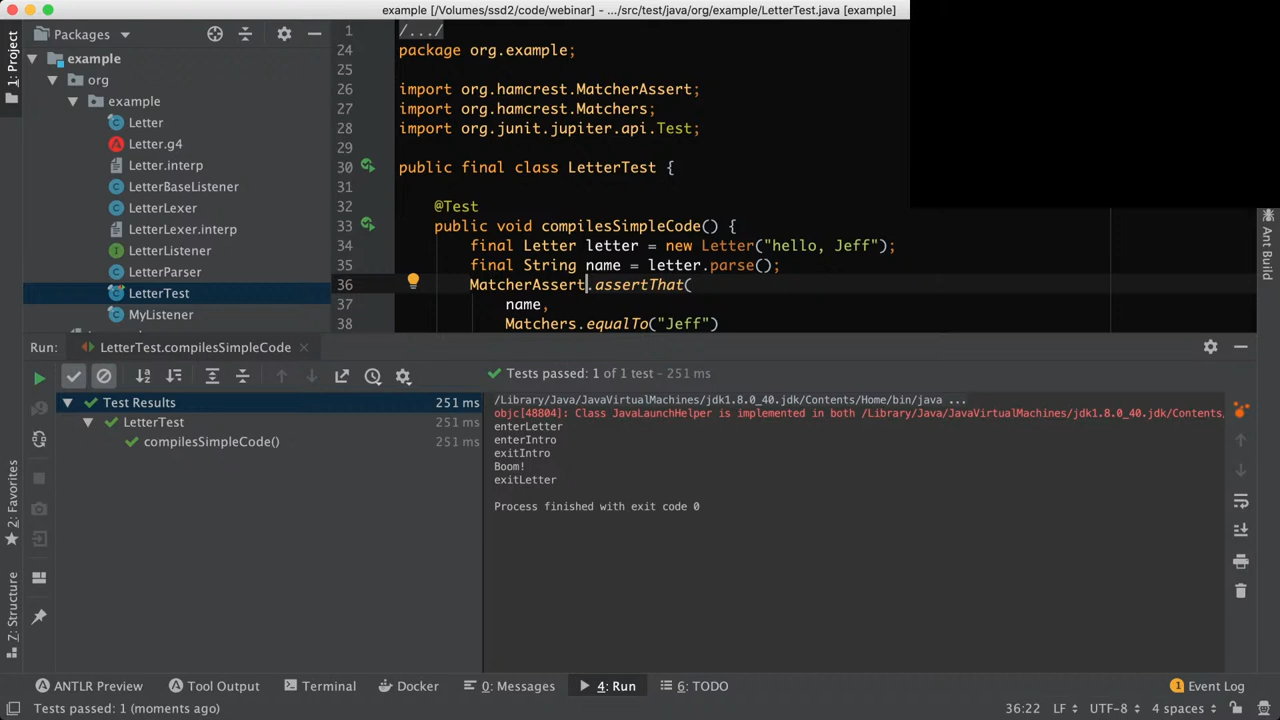 example [/Volumes/ssd2/code/webinar] - .../src/test/java/org/example/LetterTest.java [example]
1: Project
Packages
example
org
example
Letter
Letter.g4
Letter.interp
LetterBaseListener
LetterLexer
LetterLexer.interp
LetterListener
LetterParser
LetterTest
MyListener
1 /.../
24 package org.example;
25
26 import org.hamcrest.MatcherAssert;
27 import org.hamcrest.Matchers;
28 import org.junit.jupiter.api.Test;
29
30 public final class LetterTest {
31
32 @Test
33 public void compilesSimpleCode() {
34 final Letter letter = new Letter("hello, Jeff");
35 final String name = letter.parse();
36 MatcherAssert.assertThat(
37 name,
38 Matchers.equalTo("Jeff")
Ant Build
Run: LetterTest.compilesSimpleCode
Tests passed: 1 of 1 test – 251 ms
Test Results 251 ms
LetterTest 251 ms
compilesSimpleCode() 251 ms
/Library/Java/JavaVirtualMachines/jdk1.8.0_40.jdk/Contents/Home/bin/java ...
objc[48804]: Class JavaLaunchHelper is implemented in both /Library/Java/JavaVirtualMachines/jdk1.8.0_40.jdk/Contents/
enterLetter
enterIntro
exitIntro
Boom!
exitLetter
Process finished with exit code 0
2: Favorites
7: Structure
ANTLR Preview Tool Output Terminal Docker 0: Messages 4: Run 6: TODO 1 Event Log
Tests passed: 1 (moments ago) 36:22 LF UTF-8 4 spaces